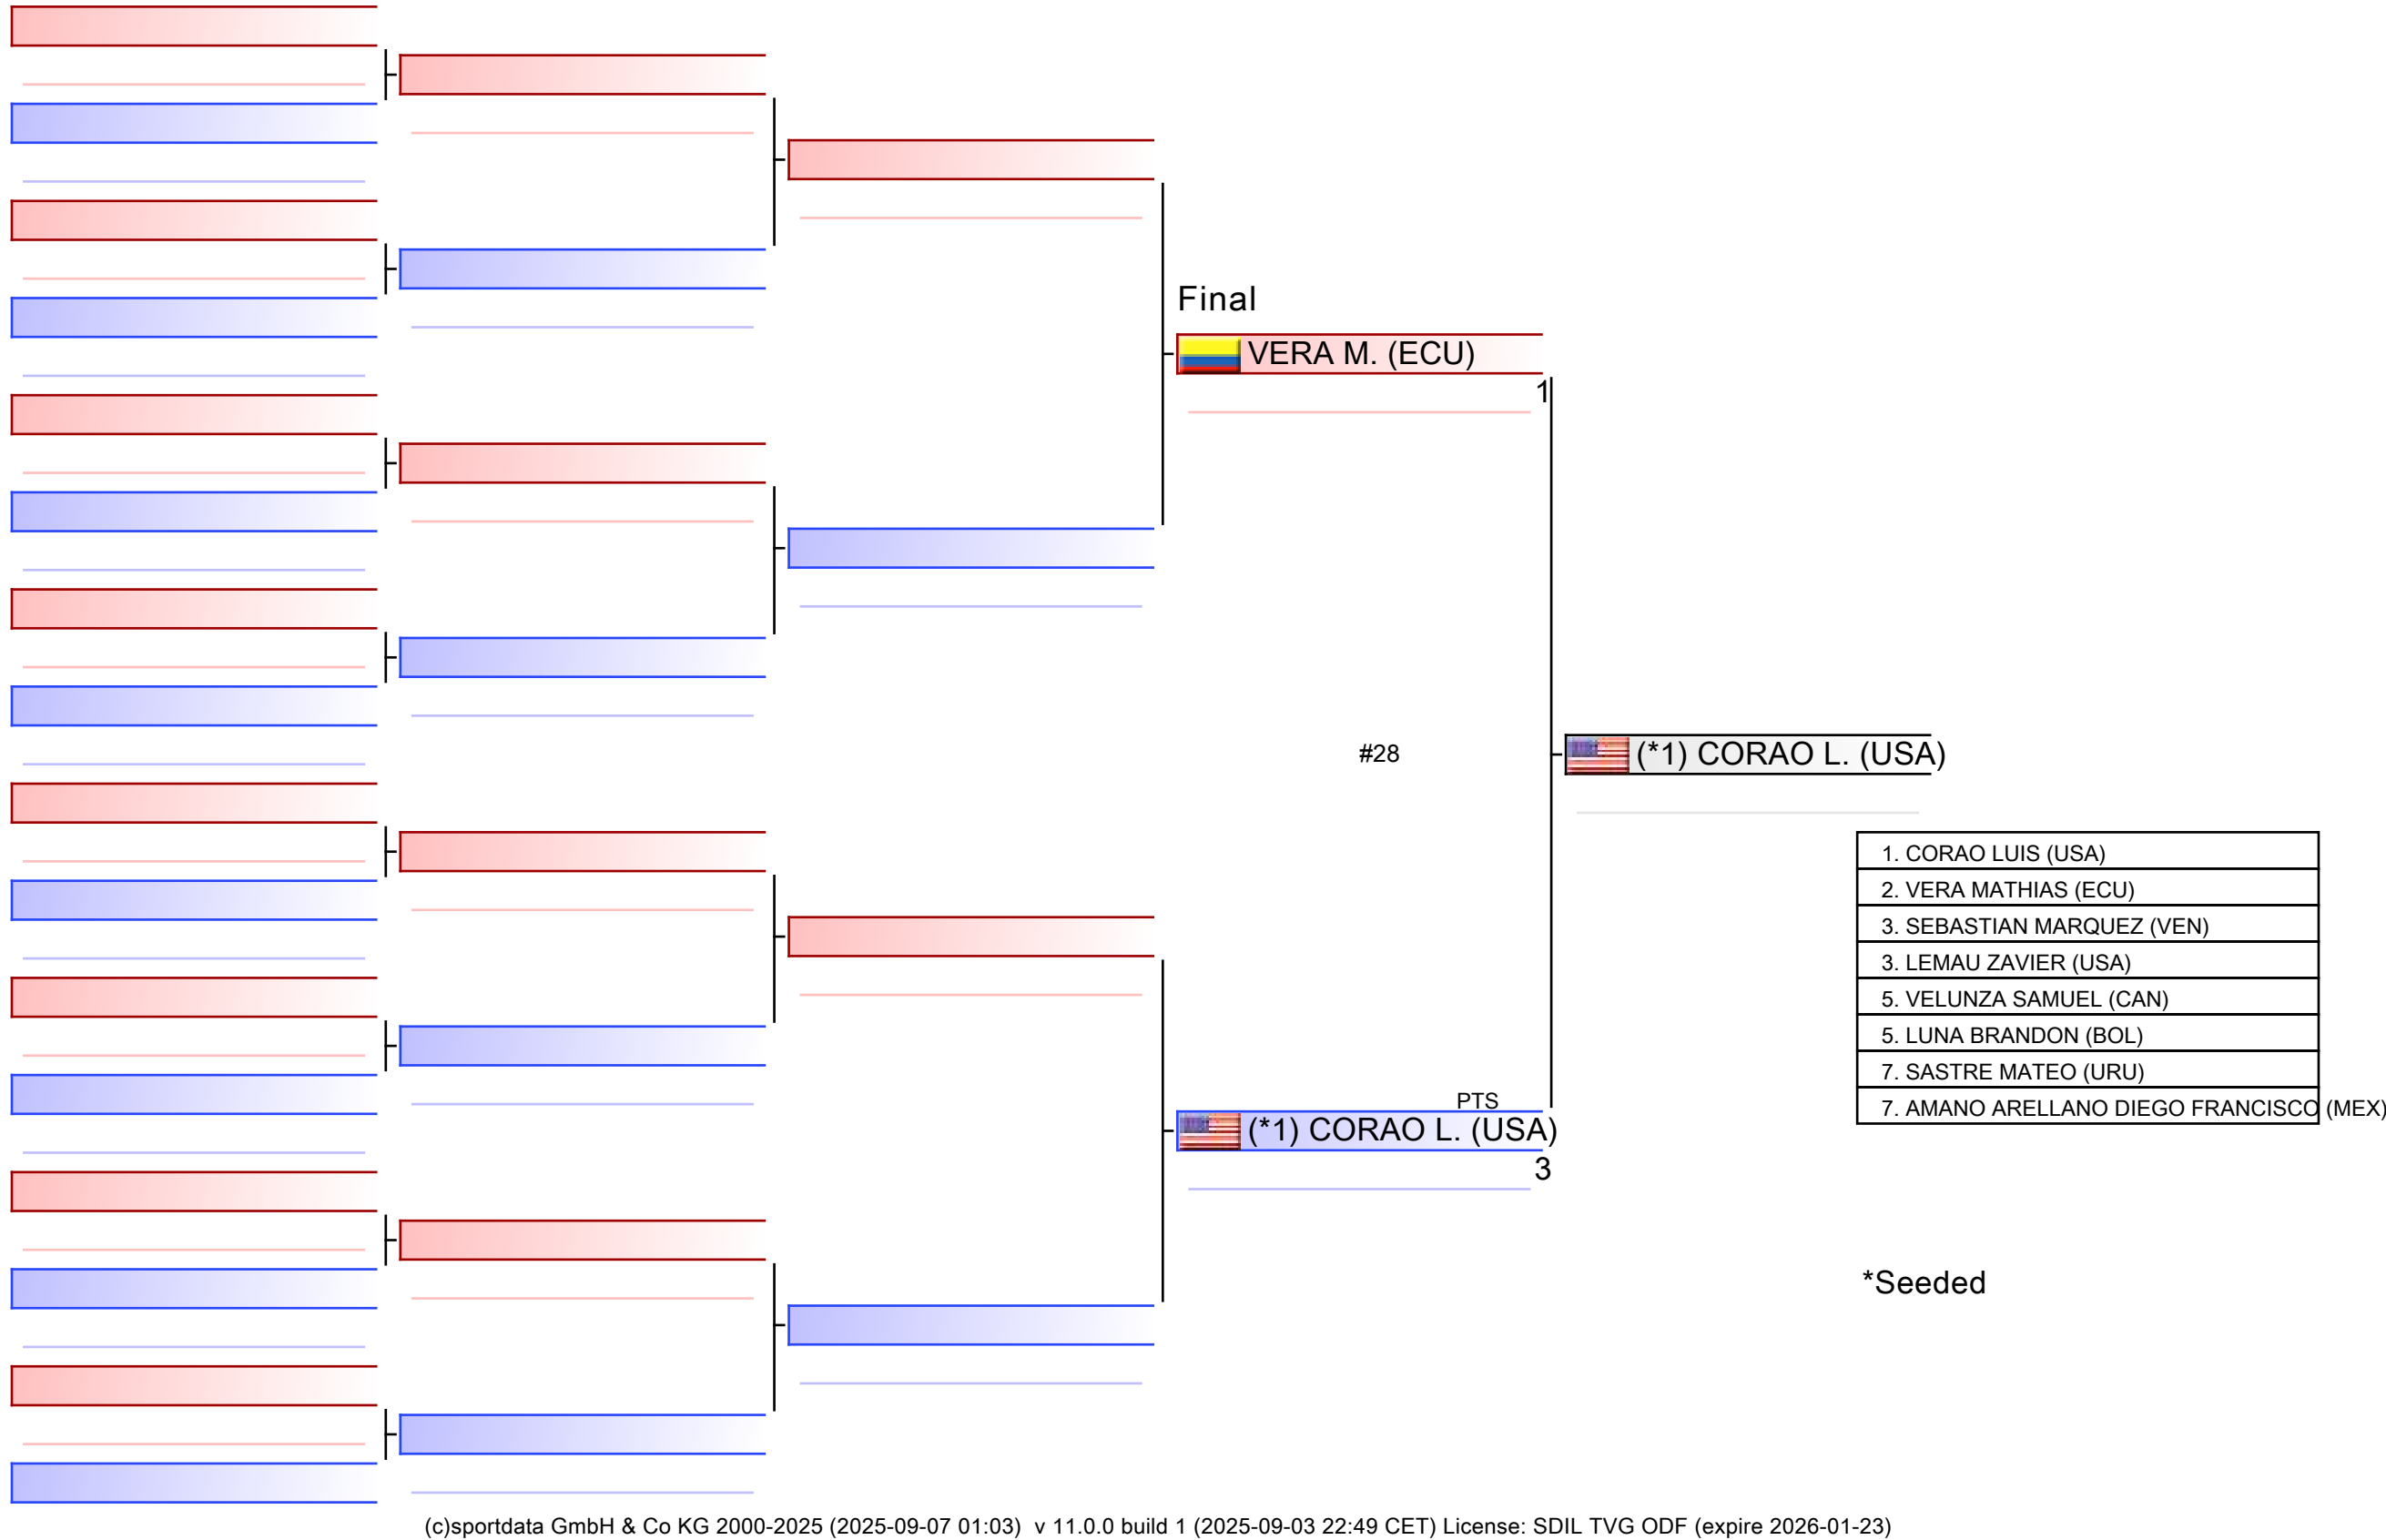 Final
VERA M. (ECU)
1
#28
(*1) CORAO L. (USA)
1. CORAO LUIS (USA)
2. VERA MATHIAS (ECU)
3. SEBASTIAN MARQUEZ (VEN)
3. LEMAU ZAVIER (USA)
5. VELUNZA SAMUEL (CAN)
5. LUNA BRANDON (BOL)
7. SASTRE MATEO (URU)
7. AMANO ARELLANO DIEGO FRANCISCO (MEX)
PTS
(*1) CORAO L. (USA)
3
*Seeded
(c)sportdata GmbH & Co KG 2000-2025 (2025-09-07 01:03) v 11.0.0 build 1 (2025-09-03 22:49 CET) License: SDIL TVG ODF (expire 2026-01-23)